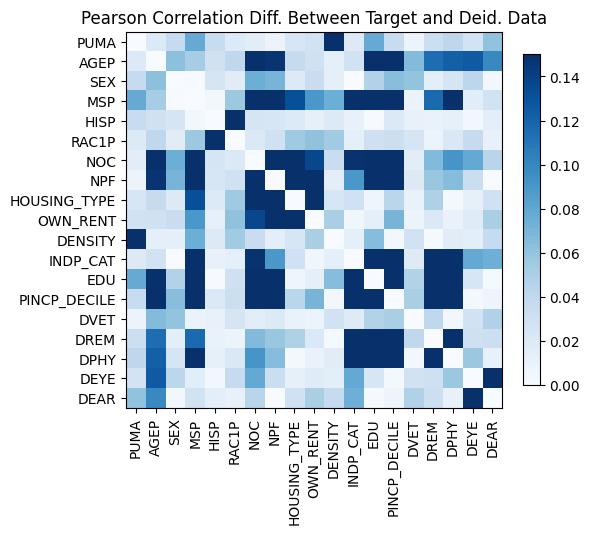 Pearson Correlation Diff. Between Target and Deid. Data
PUMA
AGEP
SEX
MSP
HISP
RAC1P
NOC
NPF
HOUSING_TYPE
OWN_RENT
DENSITY
INDP_CAT
EDU
PINCP_DECILE
DVET
DREM
DPHY
DEYE
DEAR
0.14
0.12
0.10
0.08
0.06
0.04
0.02
0.00
PUMA
AGEP
SEX
MSP
HISP
RAC1P
NOC
NPF
HOUSING_TYPE
OWN_RENT
DENSITY
INDP_CAT
EDU
PINCP_DECILE
DVET
DREM
DPHY
DEYE
DEAR